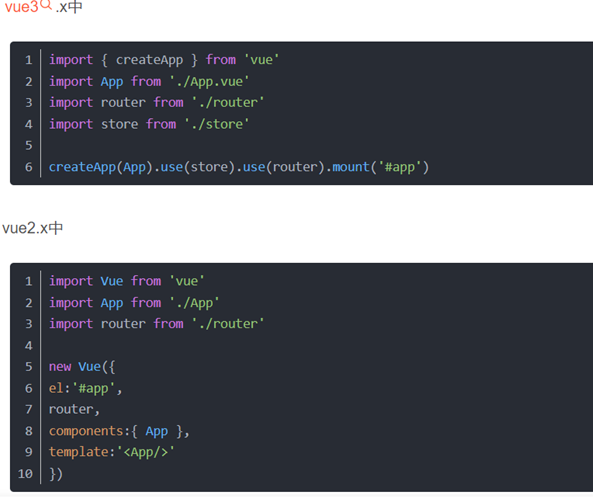 vue3 .x中
1 import { createApp } from 'vue'
2 import App from './App.vue'
3 import router from './router'
4 import store from './store'
5
6 createApp(App).use(store).use(router).mount('#app')
vue2.x中
1 import Vue from 'vue'
2 import App from './App'
3 import router from './router'
4
5 new Vue({
6 el:'#app',
7 router,
8 components:{ App },
9 template:'<App/>'
10 })